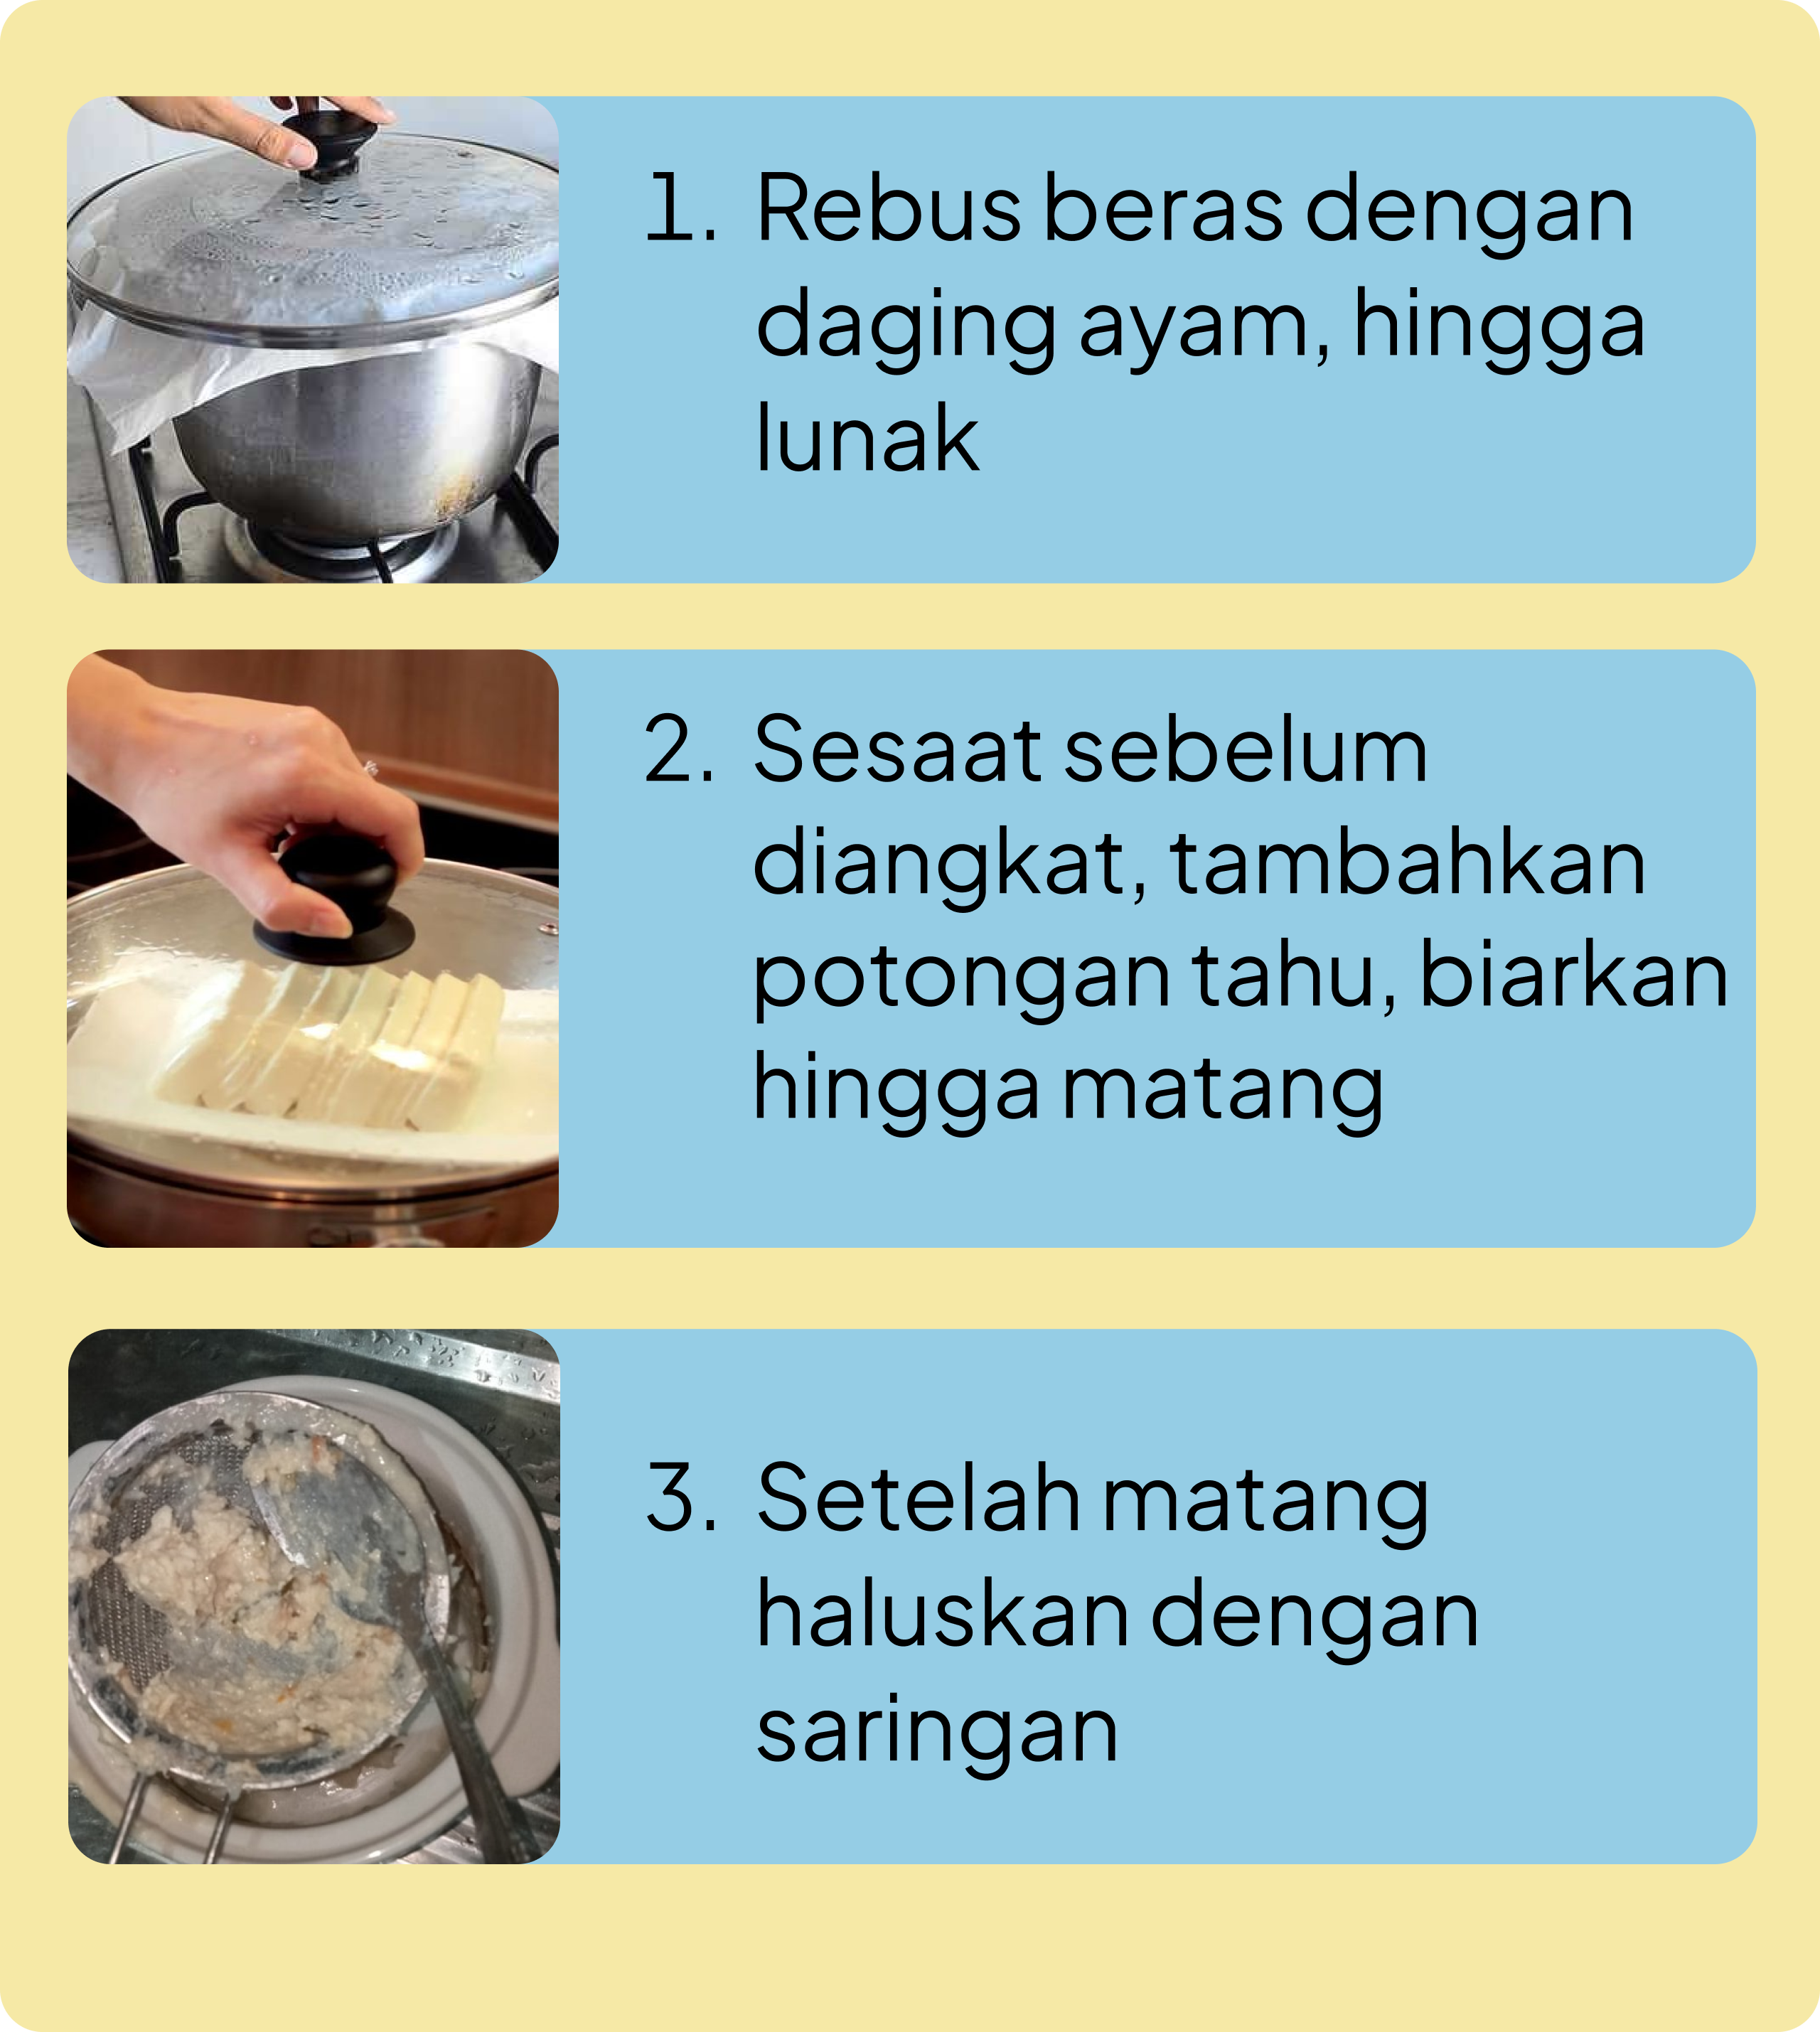 1. Rebus beras dengan
daging ayam, hingga
lunak
2. Sesaat sebelum
diangkat, tambahkan
potongan tahu, biarkan
hingga matang
3. Setelah matang
haluskan dengan
saringan